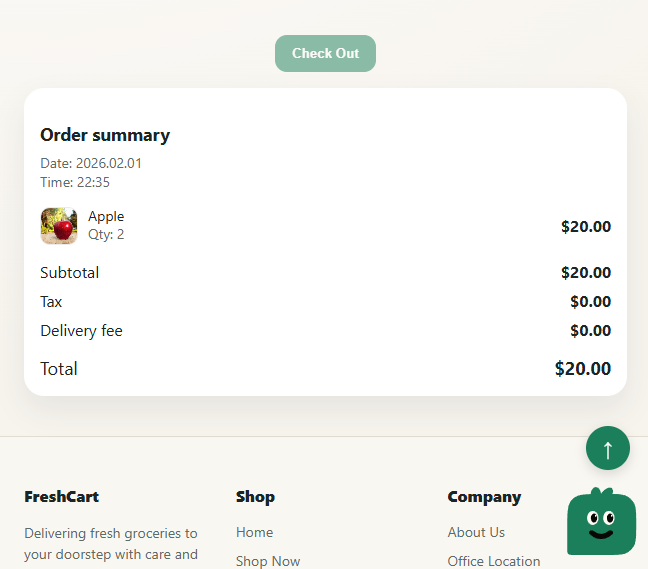 Check Out
Order summary
Date: 2026.02.01
Time: 22:35
Apple
Qty: 2
$20.00
Subtotal $20.00
Tax $0.00
Delivery fee $0.00
Total $20.00
↑
FreshCart
Delivering fresh groceries to
your doorstep with care and
Shop
Home
Shop Now
Company
About Us
Office Location